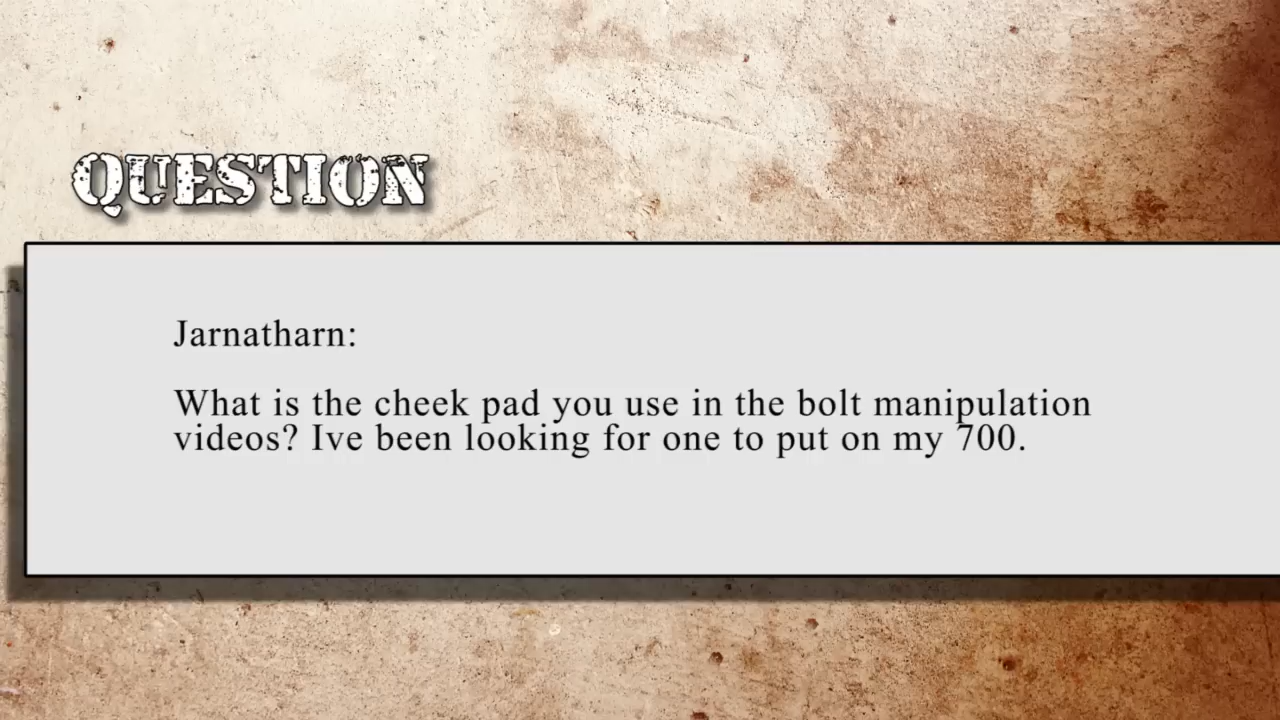 QUESTION
Jarnatharn:
What is the cheek pad you use in the bolt manipulation
videos? Ive been looking for one to put on my 700.